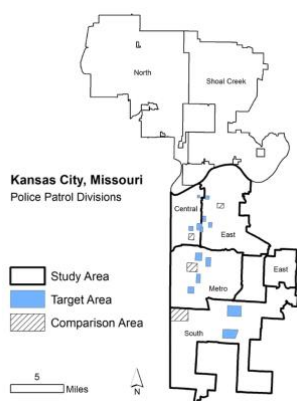 North
Shoal Creek
Kansas City, Missouri
Police Patrol Divisions
Central
East
East
Metro
South
Study Area
Target Area
Comparison Area
5
Miles
N